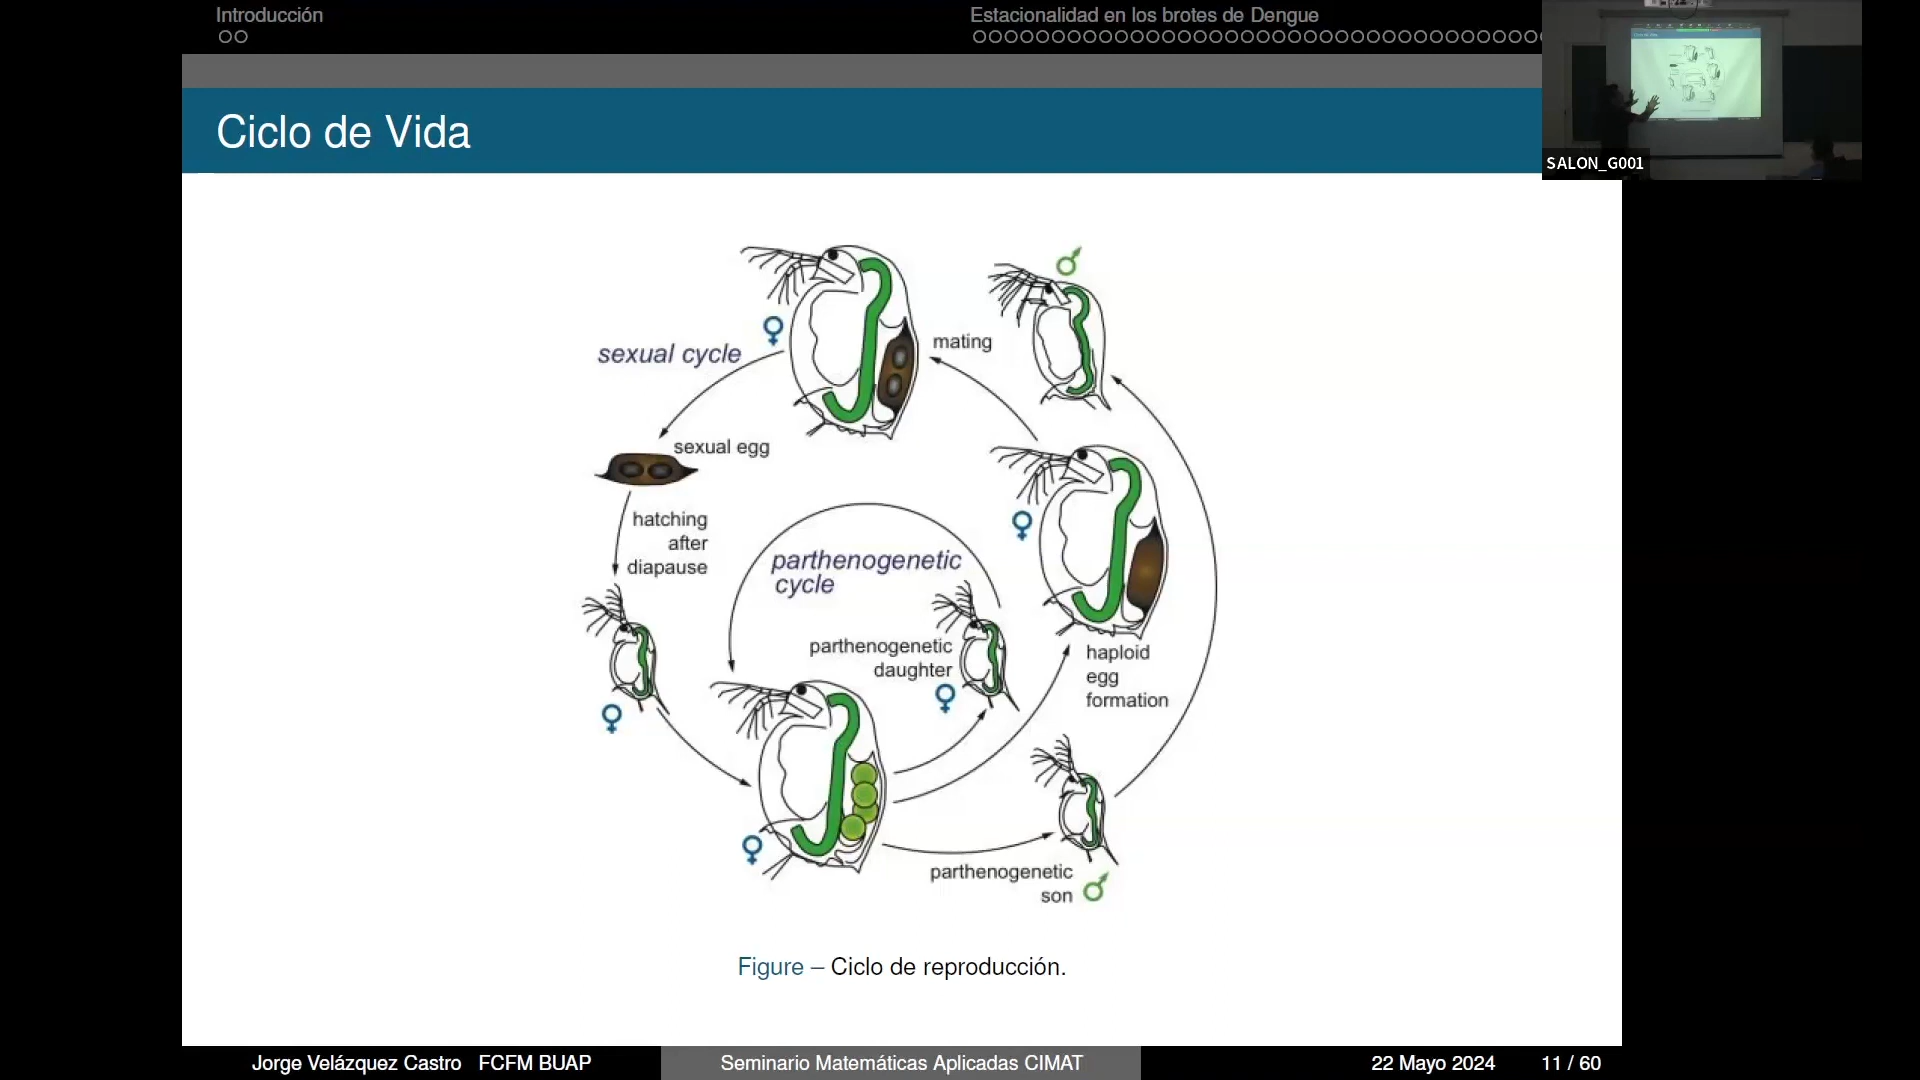 Introducción
Estacionalidad en los brotes de Dengue
SALON_G001
Ciclo de Vida
sexual cycle
mating
sexual egg
hatching
after
diapause
parthenogenetic
cycle
parthenogenetic
daughter
haploid
egg
formation
parthenogenetic
son
Figure – Ciclo de reproducción.
Jorge Velázquez Castro FCFM BUAP
Seminario Matemáticas Aplicadas CIMAT
22 Mayo 2024
11 / 60